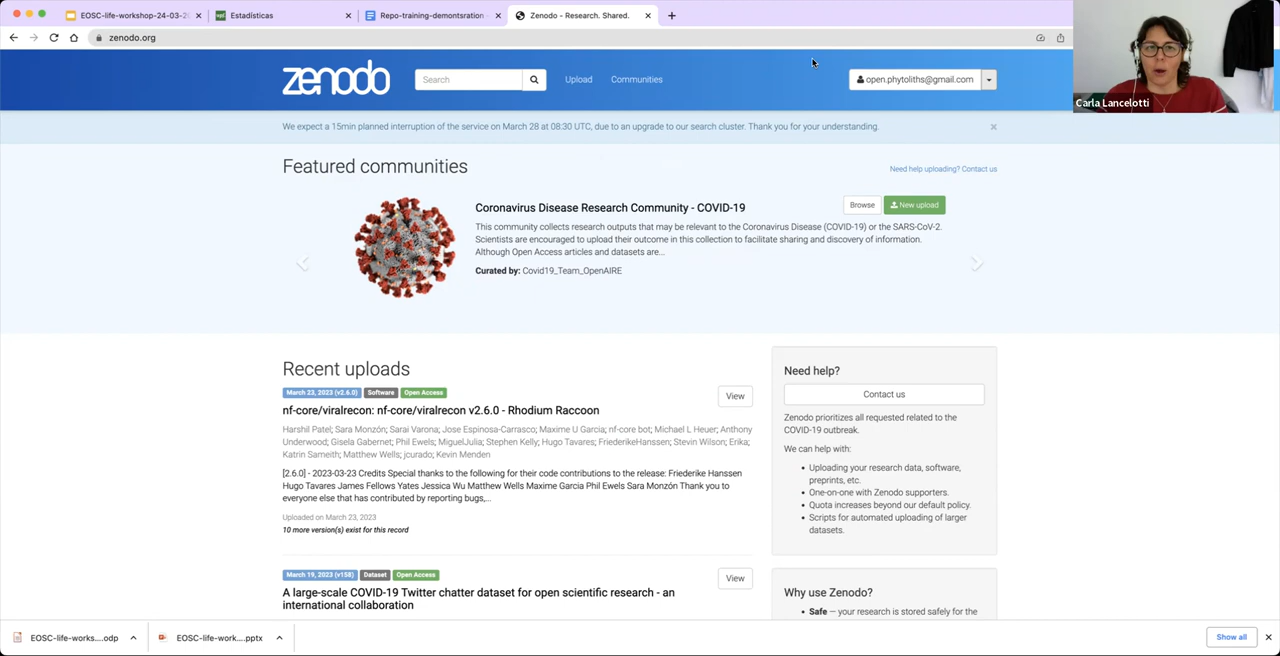 EOSC-life-workshop-24-03-20
Estadísticas
Repo-training-demontsration
Zenodo - Research. Shared.
zenodo.org
zenodo
Search
Upload
Communities
open.phytoliths@gmail.com
Carla Lancelotti
We expect a 15min planned interruption of the service on March 28 at 08:30 UTC, due to an upgrade to our search cluster. Thank you for your understanding.
Featured communities
Need help uploading? Contact us
Coronavirus Disease Research Community - COVID-19
Browse
New upload
This community collects research outputs that may be relevant to the Coronavirus Disease (COVID-19) or the SARS-CoV-2.
Scientists are encouraged to upload their outcome in this collection to facilitate sharing and discovery of information.
Although Open Access articles and datasets are...
Curated by: Covid19_Team_OpenAIRE
Recent uploads
March 23, 2023 (v2.6.0) Software Open Access
View
nf-core/viralrecon: nf-core/viralrecon v2.6.0 - Rhodium Raccoon
Harshil Patel; Sara Monzón; Sarai Varona; Jose Espinosa-Carrasco; Maxime U Garcia; nf-core bot; Michael L Heuer; Anthony
Underwood; Gisela Gabernet; Phil Ewels; MiguelJulia; Stephen Kelly; Hugo Tavares; FriederikeHanssen; Stevin Wilson; Erika;
Katrin Sameith; Matthew Wells; jcurado; Kevin Menden
[2.6.0] - 2023-03-23 Credits Special thanks to the following for their code contributions to the release: Friederike Hanssen
Hugo Tavares James Fellows Yates Jessica Wu Matthew Wells Maxime Garcia Phil Ewels Sara Monzón Thank you to
everyone else that has contributed by reporting bugs,...
Uploaded on March 23, 2023
10 more version(s) exist for this record
March 19, 2023 (v158) Dataset Open Access
View
A large-scale COVID-19 Twitter chatter dataset for open scientific research - an
international collaboration
Need help?
Contact us
Zenodo prioritizes all requested related to the
COVID-19 outbreak.
We can help with:
Uploading your research data, software,
preprints, etc.
One-on-one with Zenodo supporters.
Quota increases beyond our default policy.
Scripts for automated uploading of larger
datasets.
Why use Zenodo?
Safe — your research is stored safely for the
EOSC-life-works....odp
EOSC-life-work....pptx
Show all